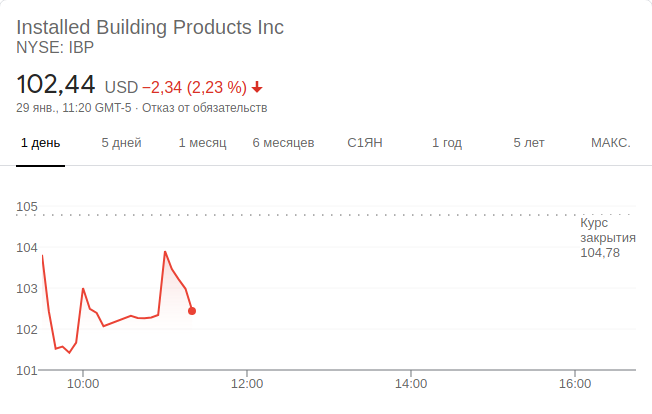 Installed Building Products Inc
NYSE: IBP
102,44 USD −2,34 (2,23 %)
29 янв., 11:20 GMT-5 · Отказ от обязательств
1 день 5 дней 1 месяц 6 месяцев С1ЯН 1 год 5 лет МАКС.
105
Курс
закрытия
104,78
104
103
102
101
10:00 12:00 14:00 16:00